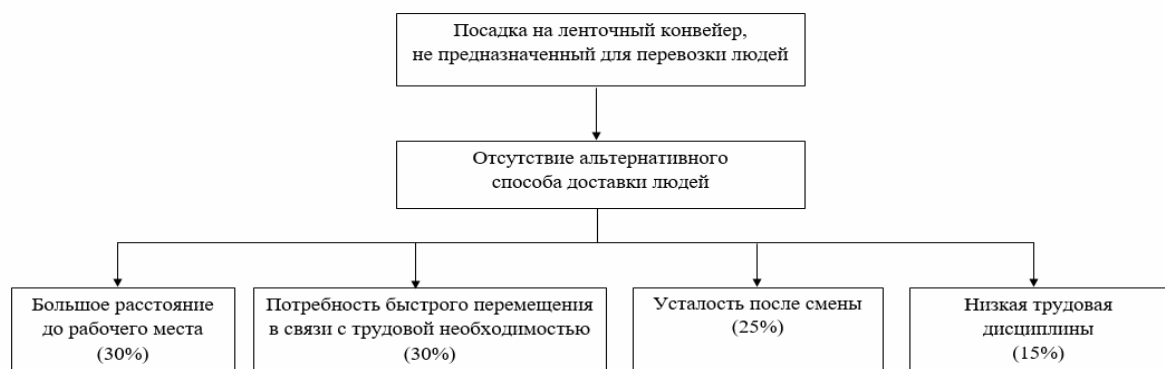 Посадка на ленточный конвейер,
не предназначенный для перевозки людей
Отсутствие альтернативного
способа доставки людей
Большое расстояние
до рабочего места
(30%)
Потребность быстрого перемещения
в связи с трудовой необходимостью
(30%)
Усталость после смены
(25%)
Низкая трудовая
дисциплины
(15%)